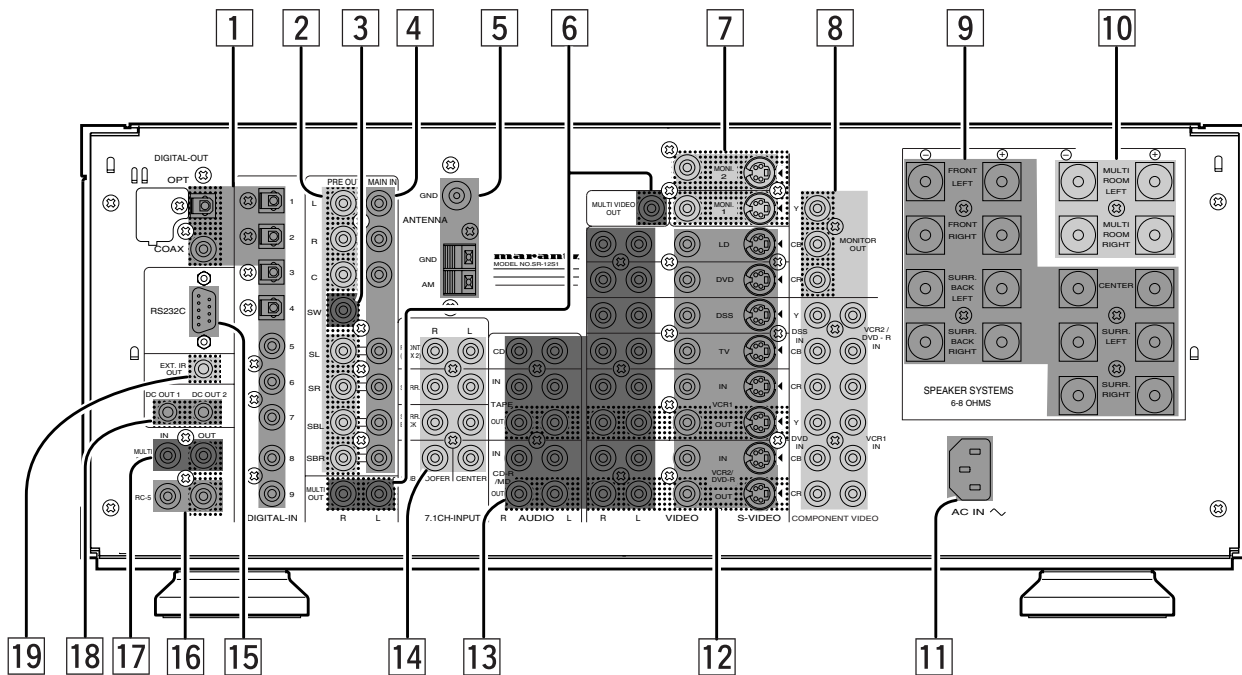 1 2 3 4 5 6 7 8 9 10
DIGITAL-OUT
OPT
COAX
RS232C
EXT. IR
OUT
DC OUT 1 DC OUT 2
IN OUT
MULTI
RC-5
1
2
3
4
5
6
7
8
9
DIGITAL-IN
PRE OUT MAIN IN
L
R
C
SW
SL
SR
SBL
SBR
MULTI
OUT
R L
GND
ANTENNA
GND
AM
marantz
MODEL NO.SR-12S1
R L
CENTER
7.1CH-INPUT
CD
IN
TAPE
OUT
IN
CD-R
/MD
OUT
R AUDIO L
MULTI VIDEO
OUT
R L
MONI.
2
MONI.
1
LD
DVD
DSS
TV
IN
VCR1
OUT
IN
VCR2/
DVD-R
OUT
VIDEO S-VIDEO
Y
CB
CR
MONITOR
OUT
Y
DSS
IN
CB
CR
VCR2 /
DVD - R
IN
Y
DVD
IN
CB
CR
VCR1
IN
COMPONENT VIDEO
− + − +
FRONT
LEFT
FRONT
RIGHT
SURR.
BACK
LEFT
SURR.
BACK
RIGHT
MULTI
ROOM
LEFT
MULTI
ROOM
RIGHT
CENTER
SURR.
LEFT
SURR.
RIGHT
SPEAKER SYSTEMS
6-8 OHMS
AC IN ∼
19 18 17 16 15 14 13 12 11